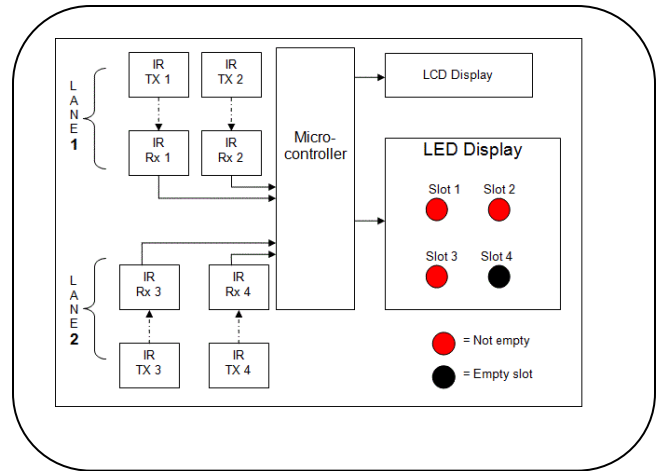 L
A
N
E
1
IR
TX 1
IR
TX 2
IR
Rx 1
IR
Rx 2
Micro-
controller
LCD Display
LED Display
Slot 1
Slot 2
Slot 3
Slot 4
L
A
N
E
2
IR
Rx 3
IR
Rx 4
IR
TX 3
IR
TX 4
= Not empty
= Empty slot